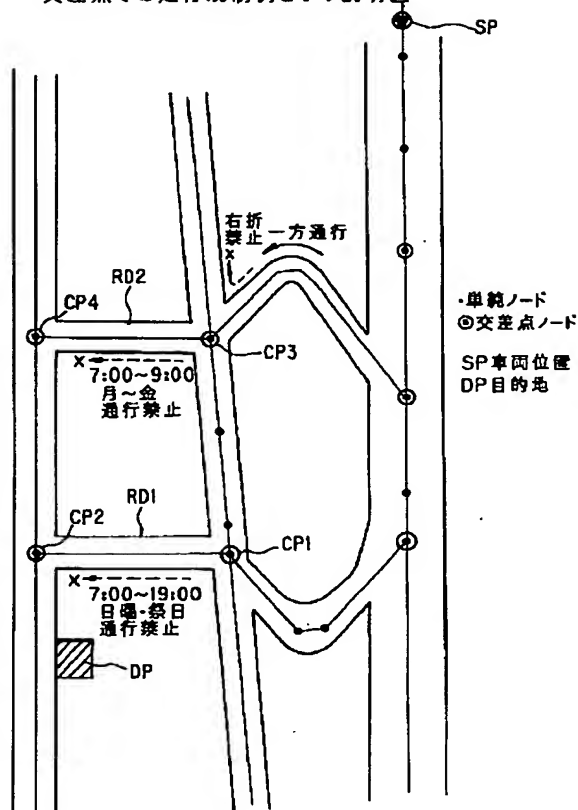 SP
右折
禁止
一方通行
x
RD2
CP4
CP3
・単純ノード
◎交差点ノード
SP車両位置
DP目的地
x
7:00~9:00
月~金
通行禁止
RD1
CP2
CP1
x
7:00~19:00
日曜・祭日
通行禁止
DP